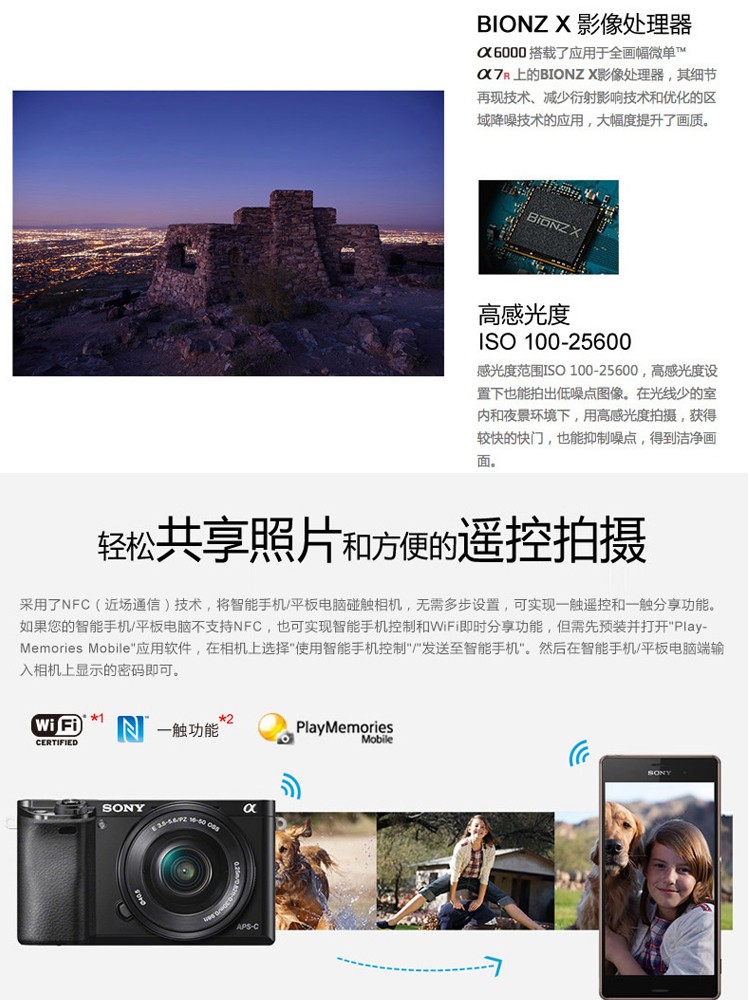 BIONZ X 影像处理器
α6000 搭载了应用于全画幅微单™
α7R 上的BIONZ X影像处理器，其细节
再现技术、减少衍射影响技术和优化的区
域降噪技术的应用，大幅度提升了画质。
BIONZ X
高感光度
ISO 100-25600
感光度范围ISO 100-25600，高感光度设
置下也能拍出低噪点图像。在光线少的室
内和夜景环境下，用高感光度拍摄，获得
较快的快门，也能抑制噪点，得到洁净画
面。
轻松共享照片和方便的遥控拍摄
采用了NFC（近场通信）技术，将智能手机/平板电脑碰触相机，无需多步设置，可实现一触遥控和一触分享功能。
如果您的智能手机/平板电脑不支持NFC，也可实现智能手机控制和WiFi即时分享功能，但需先预装并打开"Play-
Memories Mobile"应用软件，在相机上选择"使用智能手机控制"/"发送至智能手机"。然后在智能手机/平板电脑端输
入相机上显示的密码即可。
Wi Fi *1
CERTIFIED
N 一触功能*2
PlayMemories
Mobile
SONY α
E 3.5-5.6/PZ 16-50 OSS
Ø40.5
APS-C
SONY